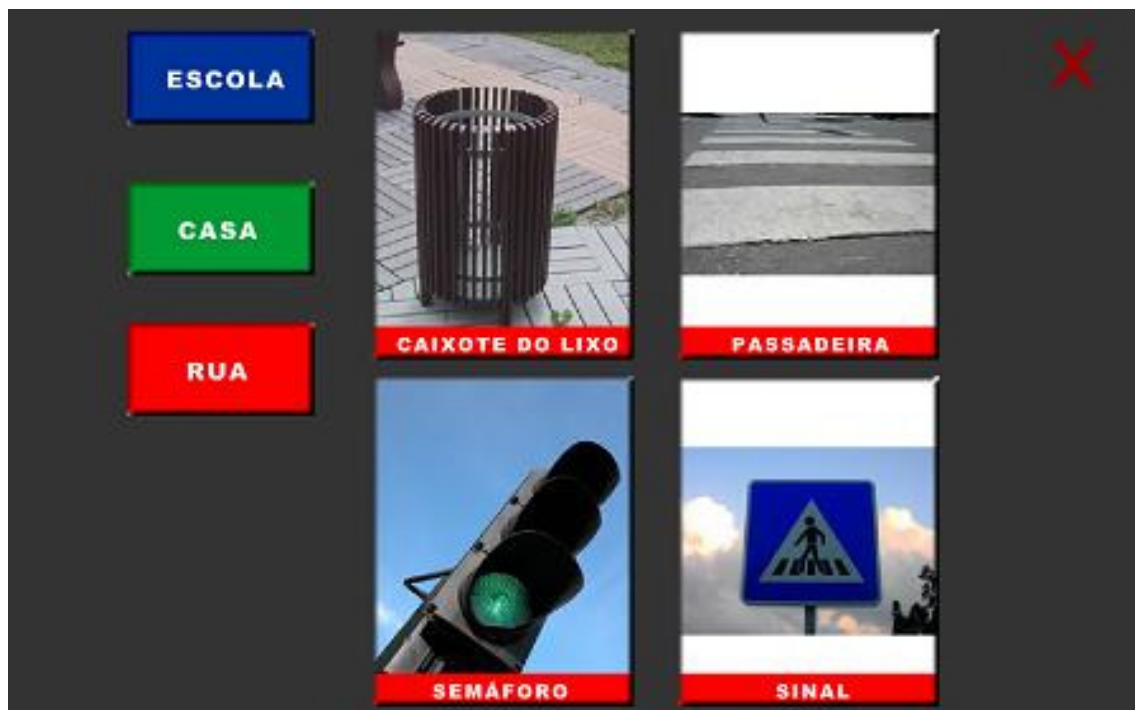 ESCOLA
CASA
RUA
CAIXOTE DO LIXO
PASSADEIRA
SEMÁFORO
SINAL